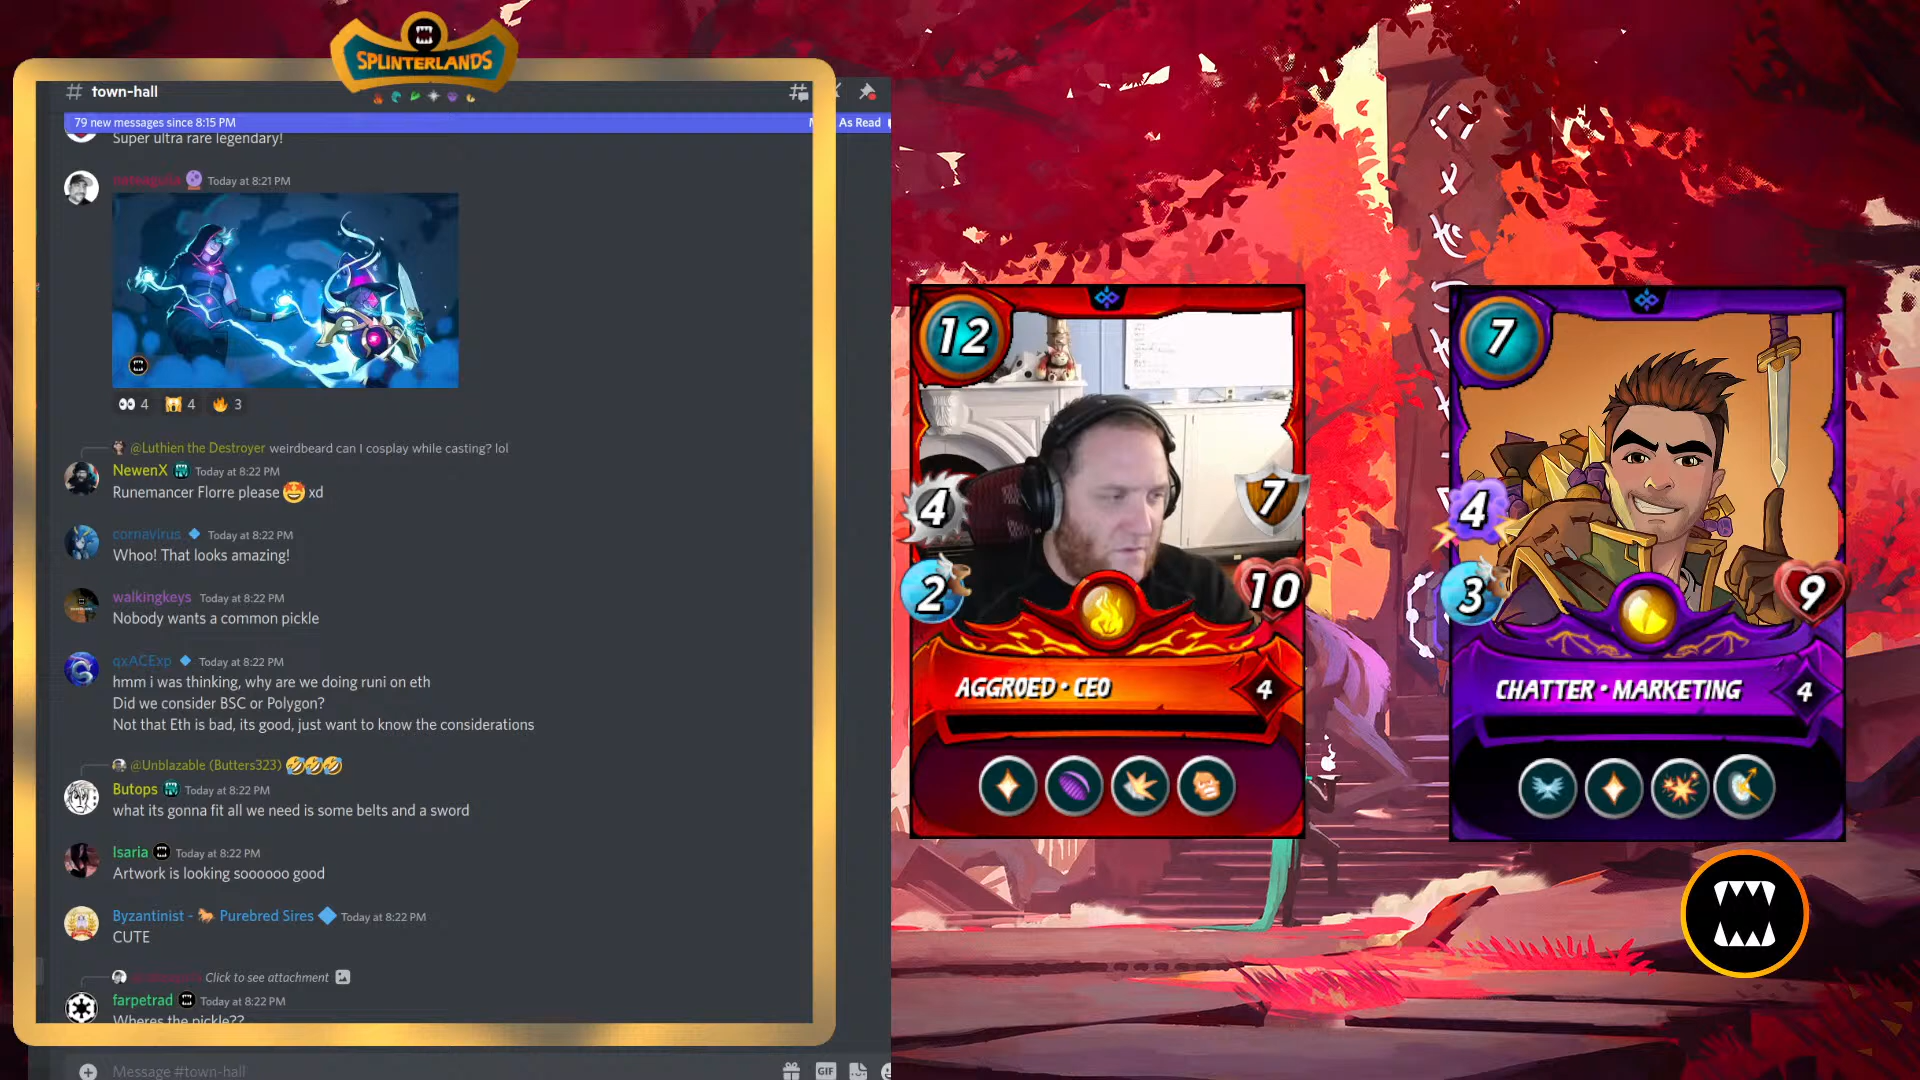 SPLINTERLANDS
# town-hall
79 new messages since 8:15 PM
As Read
Super ultra rare legendary!
Today at 8:21 PM
4 4 3
@Luthien the Destroyer weirdbeard can I cosplay while casting? lol
NewenX Today at 8:22 PM
Runemancer Florre please xd
cornavirus Today at 8:22 PM
Whoo! That looks amazing!
walkingkeys Today at 8:22 PM
Nobody wants a common pickle
qxACExp Today at 8:22 PM
hmm i was thinking, why are we doing runi on eth
Did we consider BSC or Polygon?
Not that Eth is bad, its good, just want to know the considerations
@Unblazable (Butters323)
Butops Today at 8:22 PM
what its gonna fit all we need is some belts and a sword
Isaria Today at 8:22 PM
Artwork is looking soooooo good
Byzantinist - Purebred Sires Today at 8:22 PM
CUTE
Click to see attachment
farpetrad Today at 8:22 PM
Wheres the pickle??
Message #town-hall
GIF
12
4
7
2
10
AGGROED • CEO
4
7
4
3
9
CHATTER • MARKETING
4